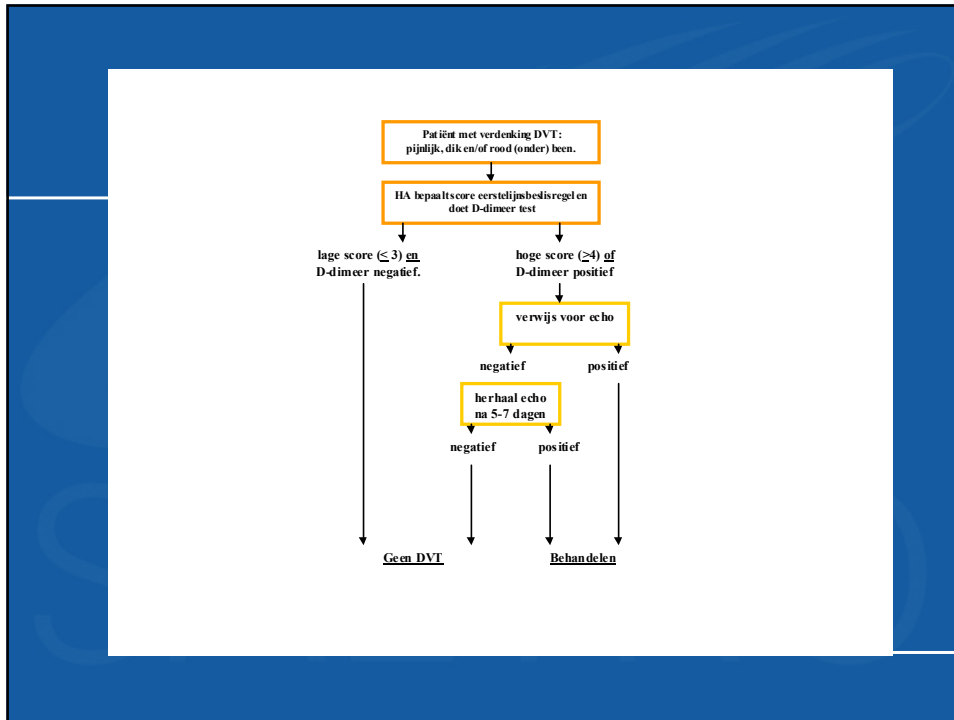 Patiënt met verdenking DVT:
pijnlijk, dik en/of rood (onder) been.
HA bepaalt score eerstelijnsbeslisregel en
doet D-dimeer test
lage score (≤ 3) en
D-dimeer negatief.
hoge score (≥4) of
D-dimeer positief
verwijs voor echo
negatief
positief
herhaal echo
na 5-7 dagen
negatief
positief
Geen DVT
Behandelen